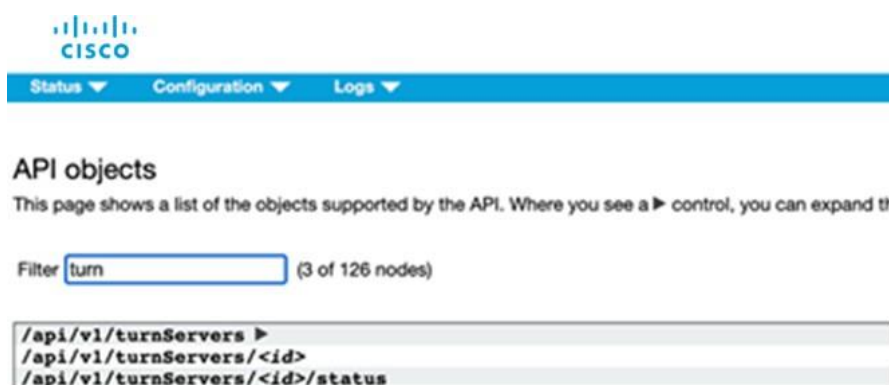 CISCO
Status Configuration Logs
API objects
This page shows a list of the objects supported by the API. Where you see a ▶ control, you can expand th
Filter turn (3 of 126 nodes)
/api/v1/turnServers ▶
/api/v1/turnServers/<id>
/api/v1/turnServers/<id>/status